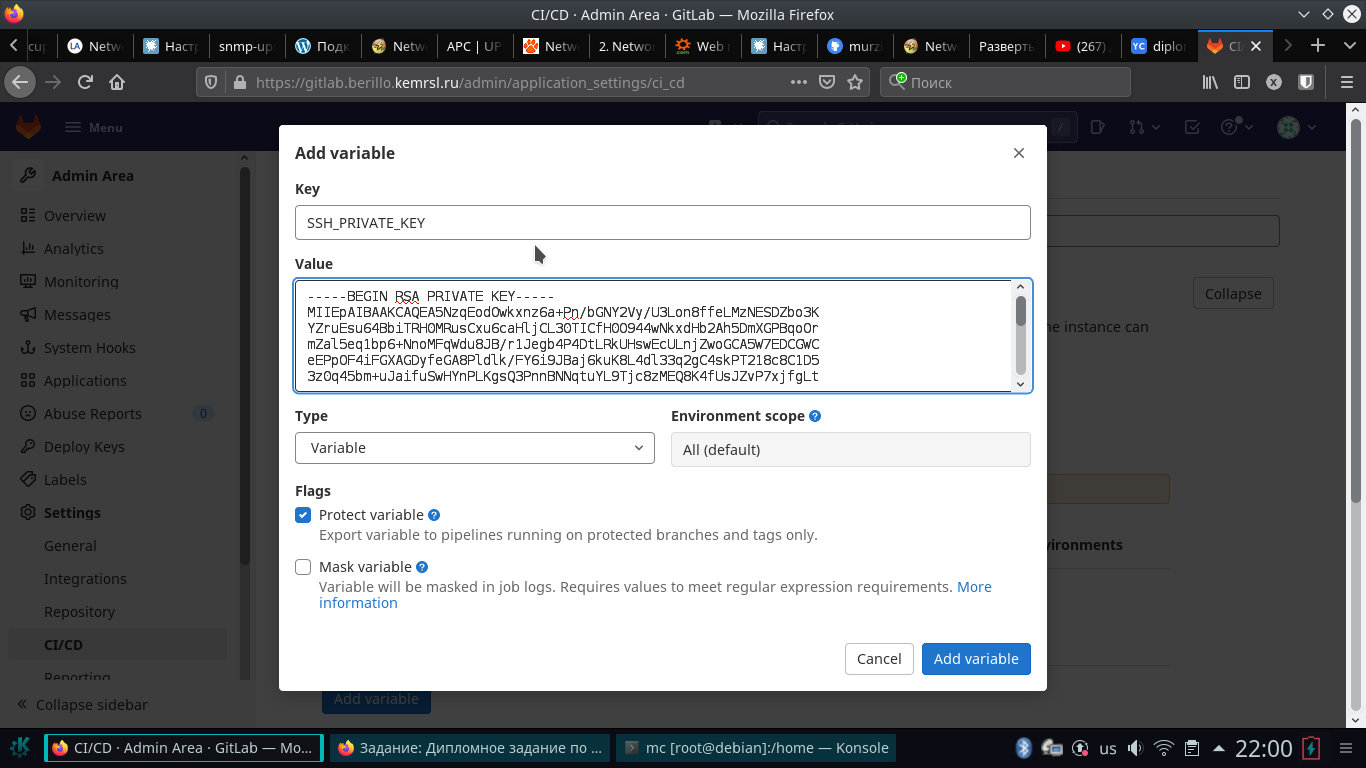 CI/CD · Admin Area · GitLab — Mozilla Firefox
Netw
Настр
snmp-up
Подк
Netw
APC | UP
Netw
2. Netwo
Web
Настр
murzi
Netw
Разверть
(267)
diplo
CI/
https://gitlab.berillo.kemrsl.ru/admin/application_settings/ci_cd
Поиск
Menu
Admin Area
Overview
Analytics
Monitoring
Messages
System Hooks
Applications
Abuse Reports 0
Deploy Keys
Labels
Settings
General
Integrations
Repository
CI/CD
Reporting
Collapse sidebar
Add variable
Key
SSH_PRIVATE_KEY
Value
-----BEGIN RSA PRIVATE KEY-----
MIIEpAIBAAKCAQEA5NzqEodOwkxnz6a+Pn/bGNY2Vy/U3Lon8ffeLMzNESDZbo3K
YZruEsu64BbiTRH0MRusCxu6caHljCL30TICfH0O944wNkxdHb2Ah5DmXGPBqoOr
mZal5eq1bp6+NnoMFqWdu8JB/r1Jegb4P4DtLRkUHswEcULnjZwoGCA5W7EDCGWC
eEPpOF4iFGXAGDyfeGA8Pldlk/FY6i9JBaj6kuK8L4dl33q2gC4skPT218c8C1D5
3z0q45bm+uJaifuSwHYnPLKgsQ3PnnBNNqtuYL9Tjc8zMEQ8K4fUsJZvP7xjfgLt
Type
Environment scope
Variable
All (default)
Flags
Protect variable
Export variable to pipelines running on protected branches and tags only.
Mask variable
Variable will be masked in job logs. Requires values to meet regular expression requirements. More
information
Cancel
Add variable
the instance can
Collapse
Add variable
CI/CD · Admin Area · GitLab — Mo...
Задание: Дипломное задание по ...
mc [root@debian]:/home — Konsole
us
22:00